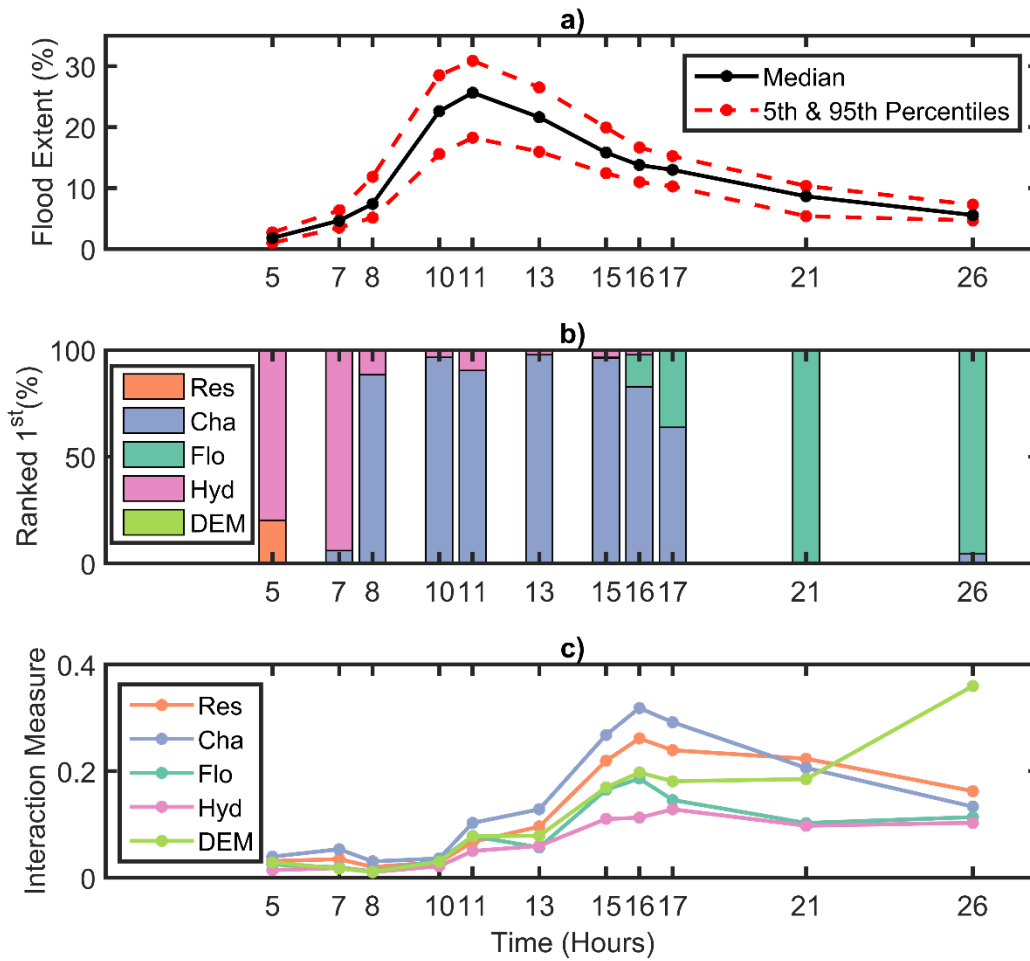 a)
Flood Extent (%)
30
20
10
0
Median
5th & 95th Percentiles
5 7 8 10 11 13 15 16 17 21 26
b)
Ranked 1st(%)
100
50
0
Res
Cha
Flo
Hyd
DEM
5 7 8 10 11 13 15 16 17 21 26
c)
Interaction Measure
0.4
0.2
0
Res
Cha
Flo
Hyd
DEM
5 7 8 10 11 13 15 16 17 21 26
Time (Hours)